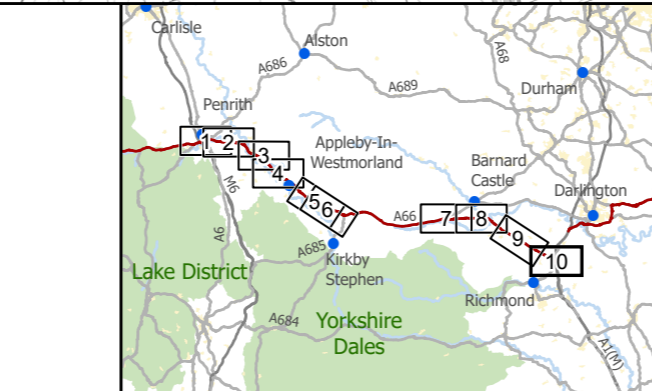 Carlisle
Alston
A68
A686
A689
Durham
Penrith
1
2
3
4
Appleby-In-
Westmorland
Barnard
Castle
Darlington
M6
5
6
A66
7
8
9
10
A6
A685
Kirkby
Stephen
Lake District
Richmond
A684
Yorkshire
Dales
A1(M)